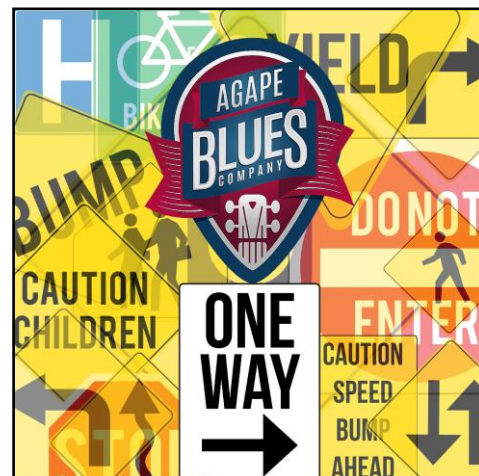 H
BIK
YIELD
AGAPE
BLUES
COMPANY
BUMP
DO NOT
ENTER
CAUTION
CHILDREN
ONE
WAY
CAUTION
SPEED
BUMP
AHEAD
STO